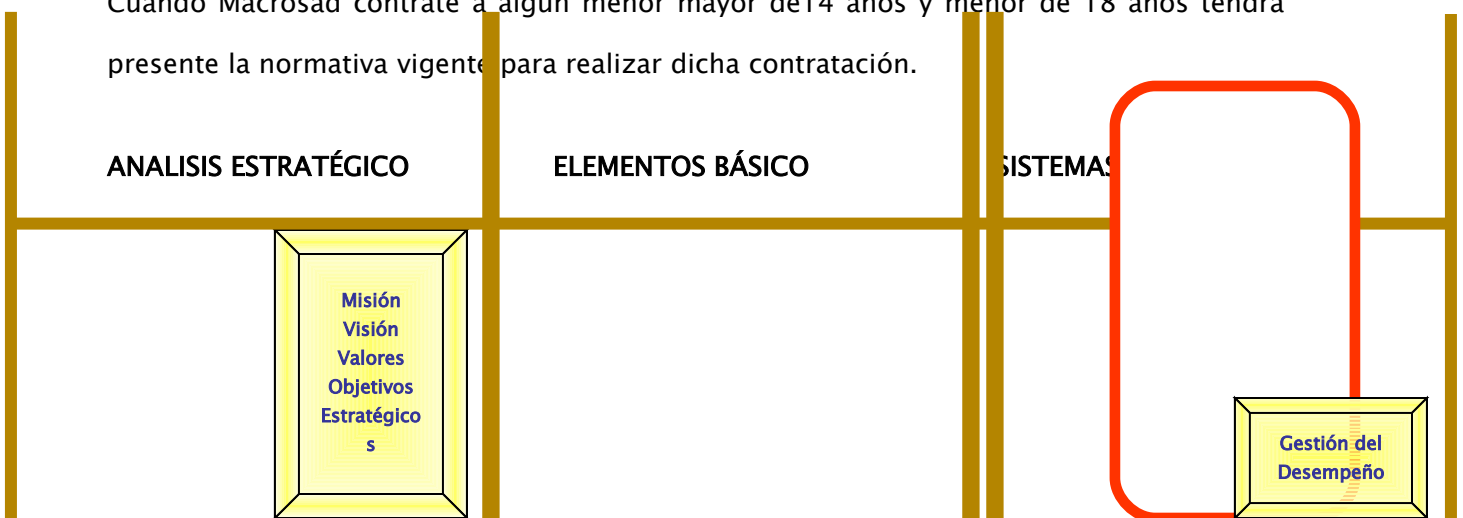 Cuando Macrosad contrate a algún menor mayor de14 años y menor de 18 años tendrá
presente la normativa vigente para realizar dicha contratación.
ANALISIS ESTRATÉGICO ELEMENTOS BÁSICO SISTEMAS
Misión
Visión
Valores
Objetivos
Estratégico
s
Gestión del
Desempeño